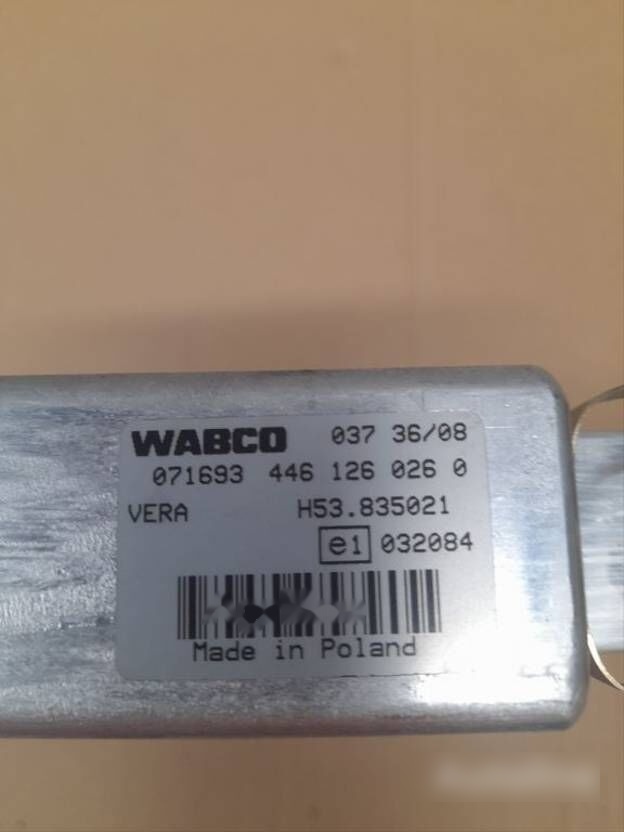 WABCO 037 36/08
071693 446 126 026 0
VERA H53.835021
e1 032084
Made in Poland